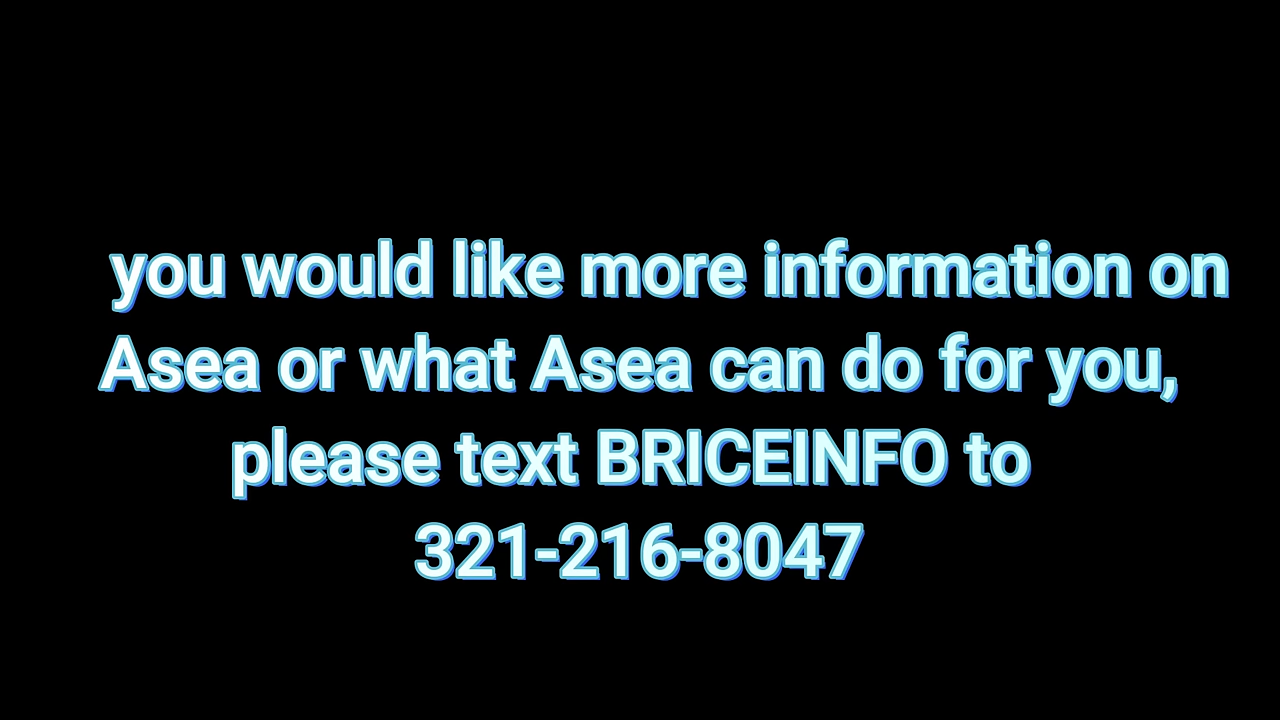 you would like more information on
Asea or what Asea can do for you,
please text BRICEINFO to
321-216-8047